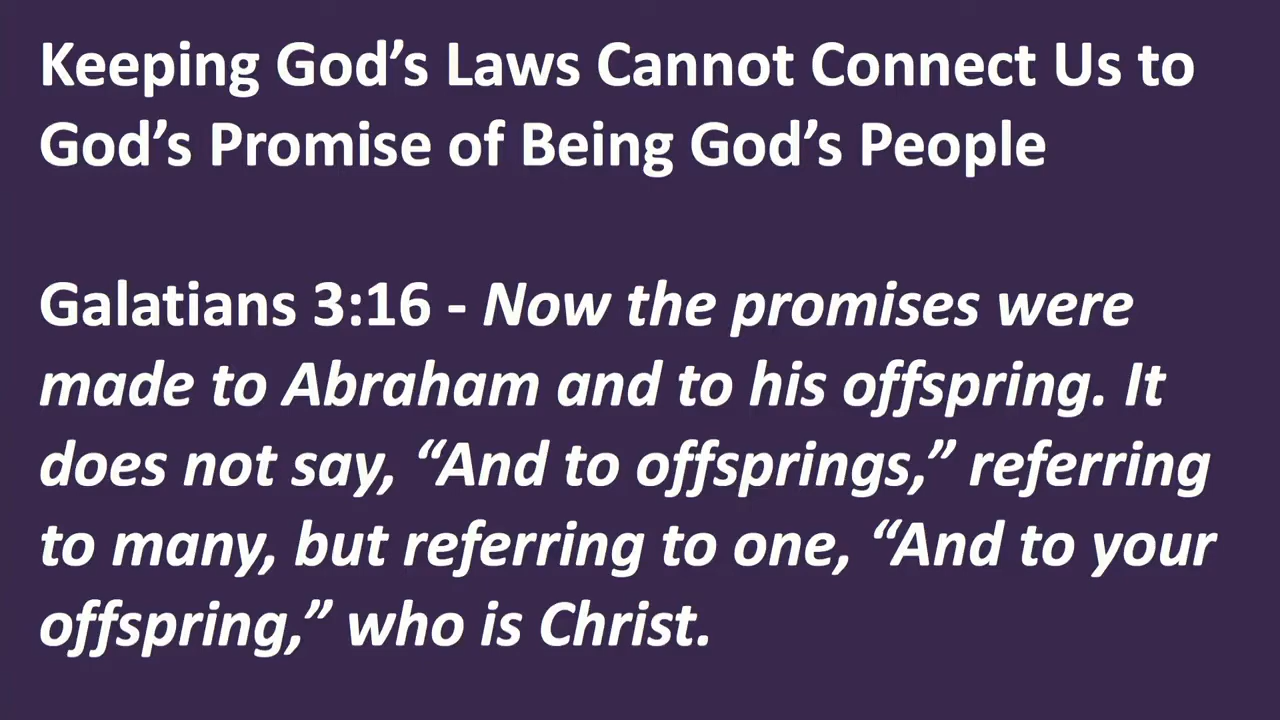 Keeping God’s Laws Cannot Connect Us to
God’s Promise of Being God’s People
Galatians 3:16 - Now the promises were
made to Abraham and to his offspring. It
does not say, “And to offsprings,” referring
to many, but referring to one, “And to your
offspring,” who is Christ.